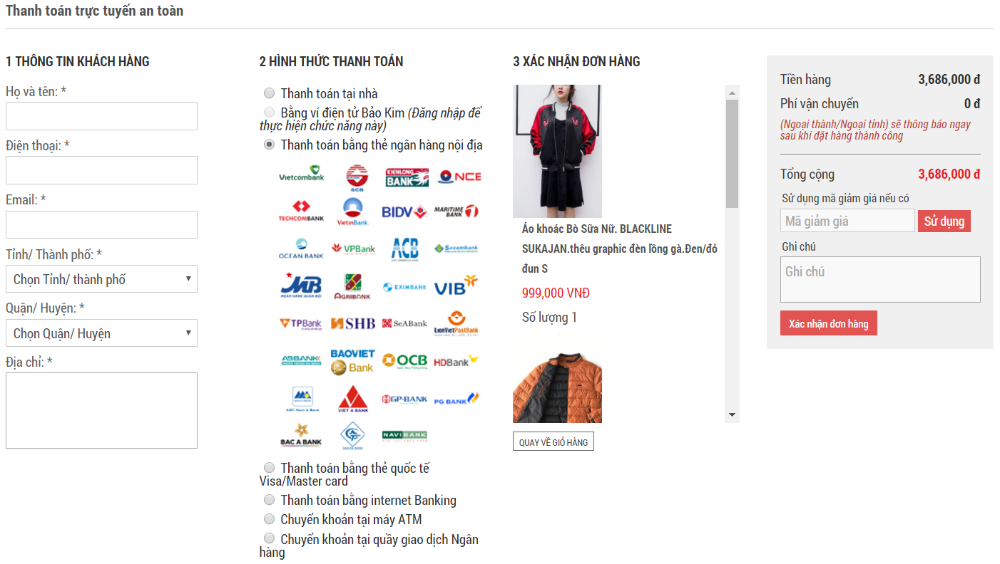 Thanh toán trực tuyến an toàn
1 THÔNG TIN KHÁCH HÀNG
Họ và tên: *
Điện thoại: *
Email: *
Tỉnh/ Thành phố: *
Chọn Tỉnh/ thành phố
Quận/ Huyện: *
Chọn Quận/ Huyện
Địa chỉ: *
2 HÌNH THỨC THANH TOÁN
Thanh toán tại nhà
Bằng ví điện tử Bảo Kim (Đăng nhập để
thực hiện chức năng này)
Thanh toán bằng thẻ ngân hàng nội địa
Vietcombank
SCB
KIENLONG BANK
NCB
TECHCOMBANK
VietinBank
BIDV
MARITIME BANK
OCEAN BANK
VPBank
ACB
Sacombank
MB
NGAN HANG QUAN DOI
AGRIBANK
EXIMBANK
VIB
TPBank
SHB
SeABank
LienVietPostBank
ABBANK
BAOVIET Bank
OCB
HDBank
Nam A Bank
VIET A BANK
GP-BANK
PG BANK
BAC A BANK
SAIGON BANK
NAVIBANK
Thanh toán bằng thẻ quốc tế
Visa/Master card
Thanh toán bằng internet Banking
Chuyển khoản tại máy ATM
Chuyển khoản tại quầy giao dịch Ngân
hàng
3 XÁC NHẬN ĐƠN HÀNG
Áo khoác Bò Sữa Nữ. BLACKLINE
SUKAJAN.thêu graphic đèn lồng gà.Đen/đỏ
đun S
999,000 VNĐ
Số lượng 1
QUAY VỀ GIỎ HÀNG
Tiền hàng 3,686,000 đ
Phí vận chuyển 0 đ
(Ngoại thành/Ngoại tỉnh) sẽ thông báo ngay
sau khi đặt hàng thành công
Tổng cộng 3,686,000 đ
Sử dụng mã giảm giá nếu có
Mã giảm giá Sử dụng
Ghi chú
Ghi chú
Xác nhận đơn hàng